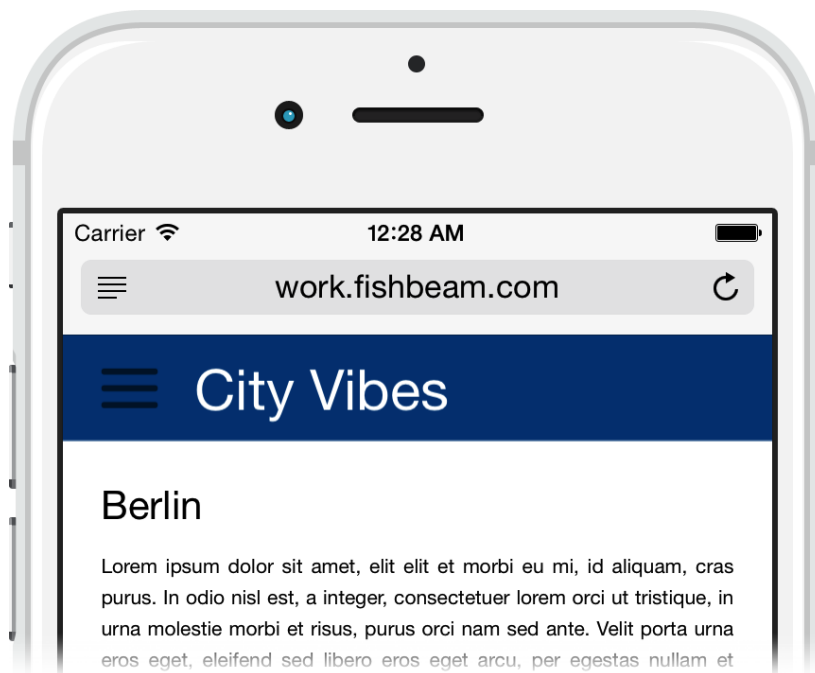 Carrier 12:28 AM
work.fishbeam.com
City Vibes
Berlin
Lorem ipsum dolor sit amet, elit elit et morbi eu mi, id aliquam, cras
purus. In odio nisl est, a integer, consectetuer lorem orci ut tristique, in
urna molestie morbi et risus, purus orci nam sed ante. Velit porta urna
eros eget, eleifend sed libero eros eget arcu, per egestas nullam et